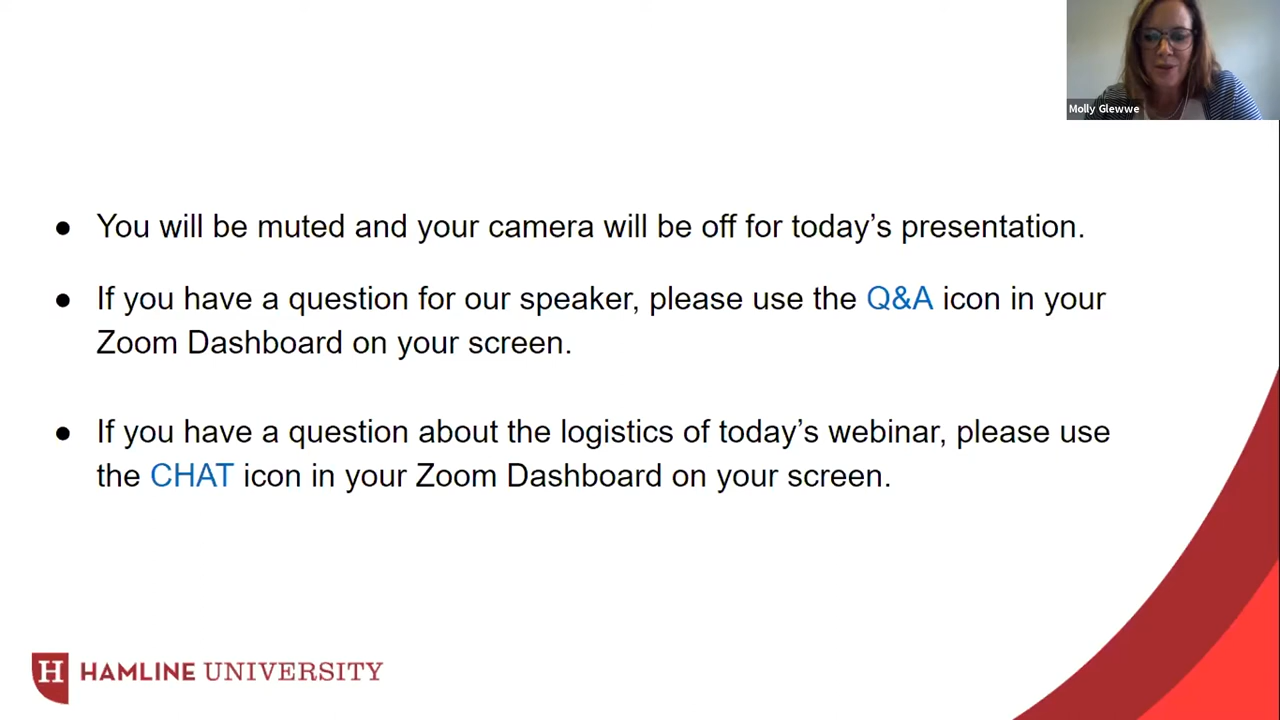 Molly Glewwe
● You will be muted and your camera will be off for today’s presentation.
● If you have a question for our speaker, please use the Q&A icon in your
Zoom Dashboard on your screen.
● If you have a question about the logistics of today’s webinar, please use
the CHAT icon in your Zoom Dashboard on your screen.
H HAMLINE UNIVERSITY